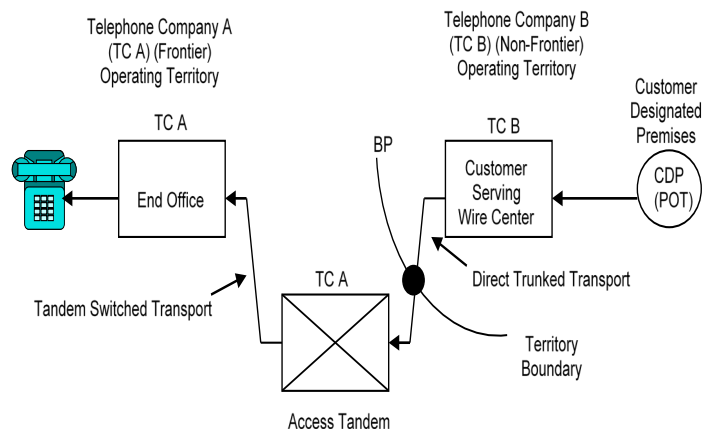 Telephone Company A
(TC A) (Frontier)
Operating Territory
Telephone Company B
(TC B) (Non-Frontier)
Operating Territory
Customer
Designated
Premises
TC A
End Office
BP
TC B
Customer
Serving
Wire Center
CDP
(POT)
Tandem Switched Transport
TC A
Direct Trunked Transport
Territory
Boundary
Access Tandem